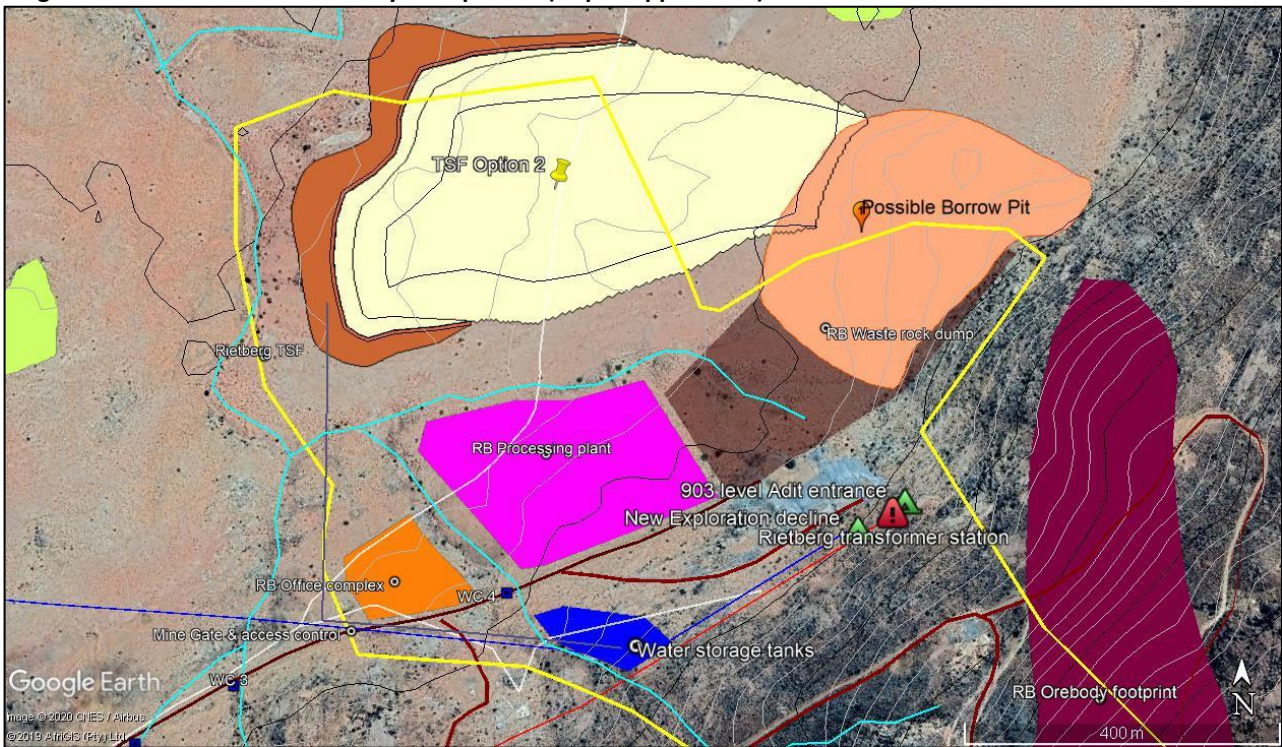 TSF Option 2
Possible Borrow Pit
RB Waste rock dump
Rietberg TSF
RB Processing plant
903 level Adit entrance
New Exploration decline
Rietberg transformer station
RB Office complex
WC 4
Mine Gate & access control
Water storage tanks
WC 3
RB Orebody footprint
Google Earth
Image © 2020 CNES / Airbus
© 2019 AfriGIS (Pty) Ltd.
N
400 m